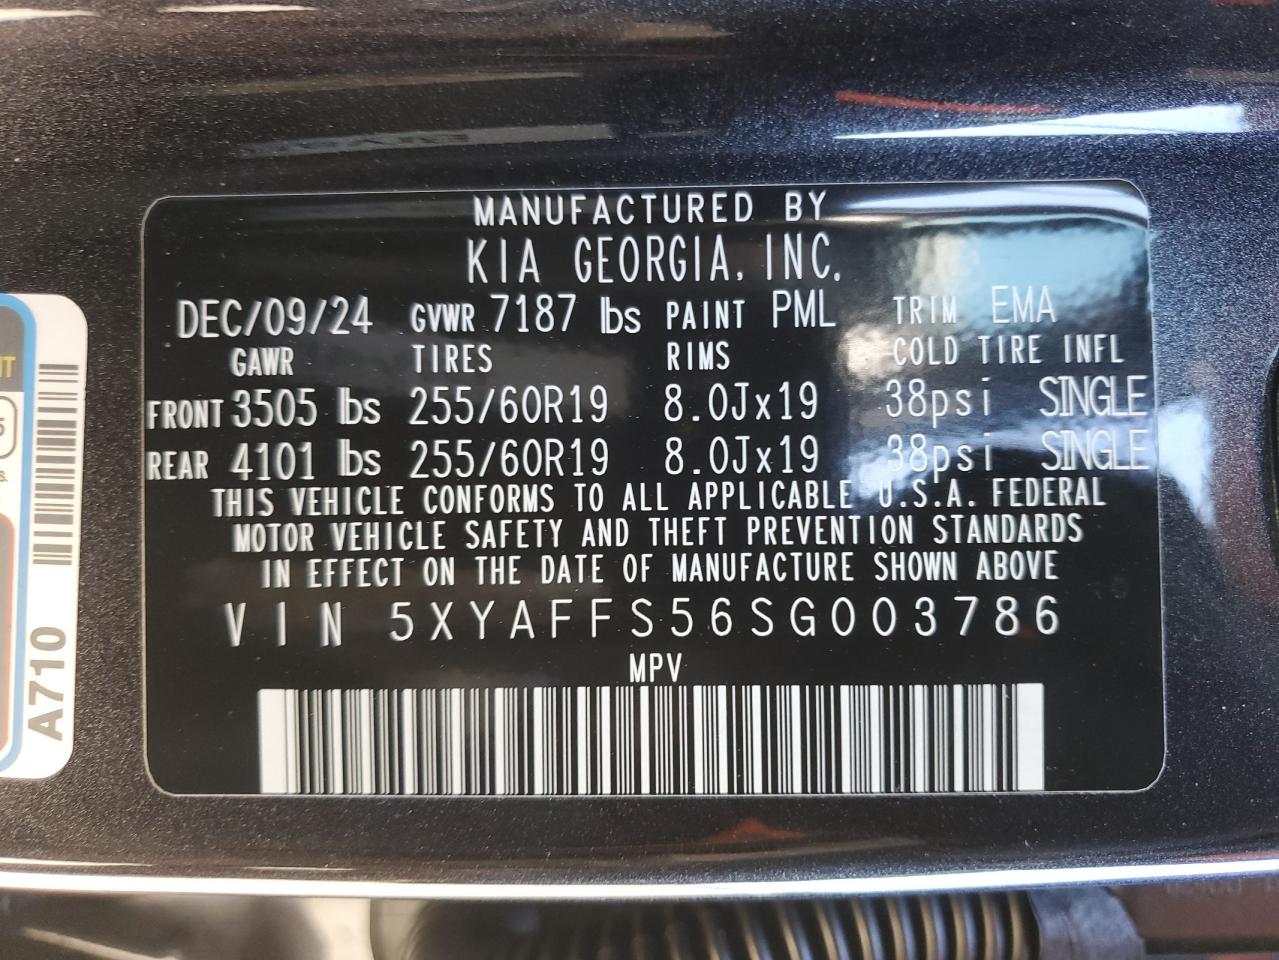 MANUFACTURED BY
KIA GEORGIA, INC.
DEC/09/24 GVWR 7187 lbs PAINT PML TRIM EMA
GAWR TIRES RIMS COLD TIRE INFL
FRONT 3505 lbs 255/60R19 8.0Jx19 38psi SINGLE
REAR 4101 lbs 255/60R19 8.0Jx19 38psi SINGLE
THIS VEHICLE CONFORMS TO ALL APPLICABLE U.S.A. FEDERAL
MOTOR VEHICLE SAFETY AND THEFT PREVENTION STANDARDS
IN EFFECT ON THE DATE OF MANUFACTURE SHOWN ABOVE
VIN 5XYAFFS56SG003786
MPV
A710